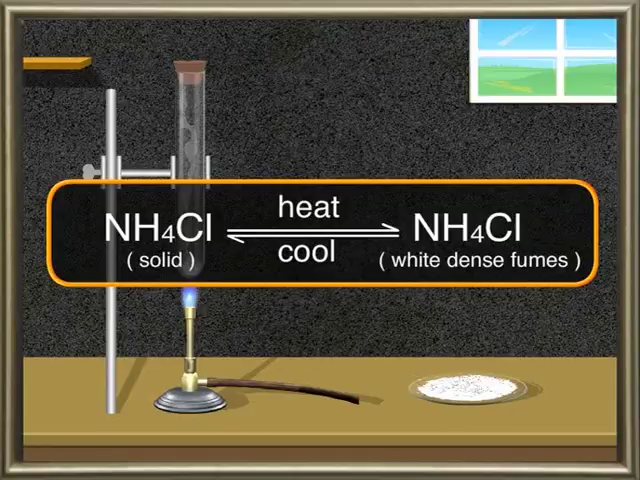 heat
NH₄Cl ⇌ NH₄Cl
cool
( solid ) ( white dense fumes )